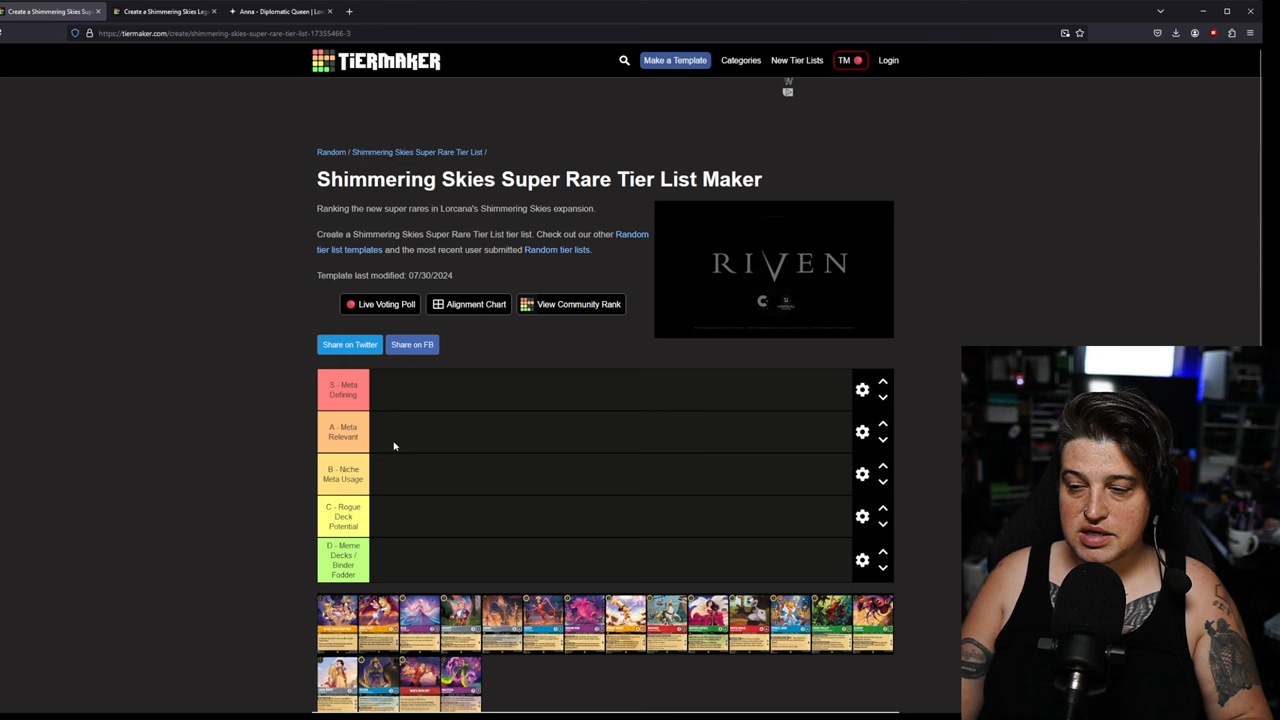 Create a Shimmering Skies Sup
Create a Shimmering Skies Leg
Anna - Diplomatic Queen | Lor
https://tiermaker.com/create/shimmering-skies-super-rare-tier-list-17355466-3
TiERMAKER
Make a Template
Categories
New Tier Lists
TM
Login
Random / Shimmering Skies Super Rare Tier List /
Shimmering Skies Super Rare Tier List Maker
Ranking the new super rares in Lorcana's Shimmering Skies expansion.
Create a Shimmering Skies Super Rare Tier List tier list. Check out our other Random
tier list templates and the most recent user submitted Random tier lists.
Template last modified: 07/30/2024
RIVEN
Live Voting Poll
Alignment Chart
View Community Rank
Share on Twitter
Share on FB
S - Meta
Defining
A - Meta
Relevant
B - Niche
Meta Usage
C - Rogue
Deck
Potential
D - Meme
Decks /
Binder
Fodder